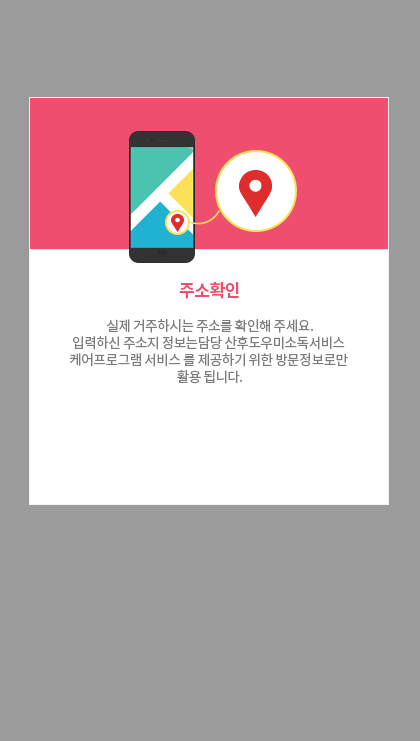 주소확인
실제 거주하시는 주소를 확인해 주세요.
입력하신 주소지 정보는담당 산후도우미소독서비스
케어프로그램 서비스 를 제공하기 위한 방문정보로만
활용 됩니다.